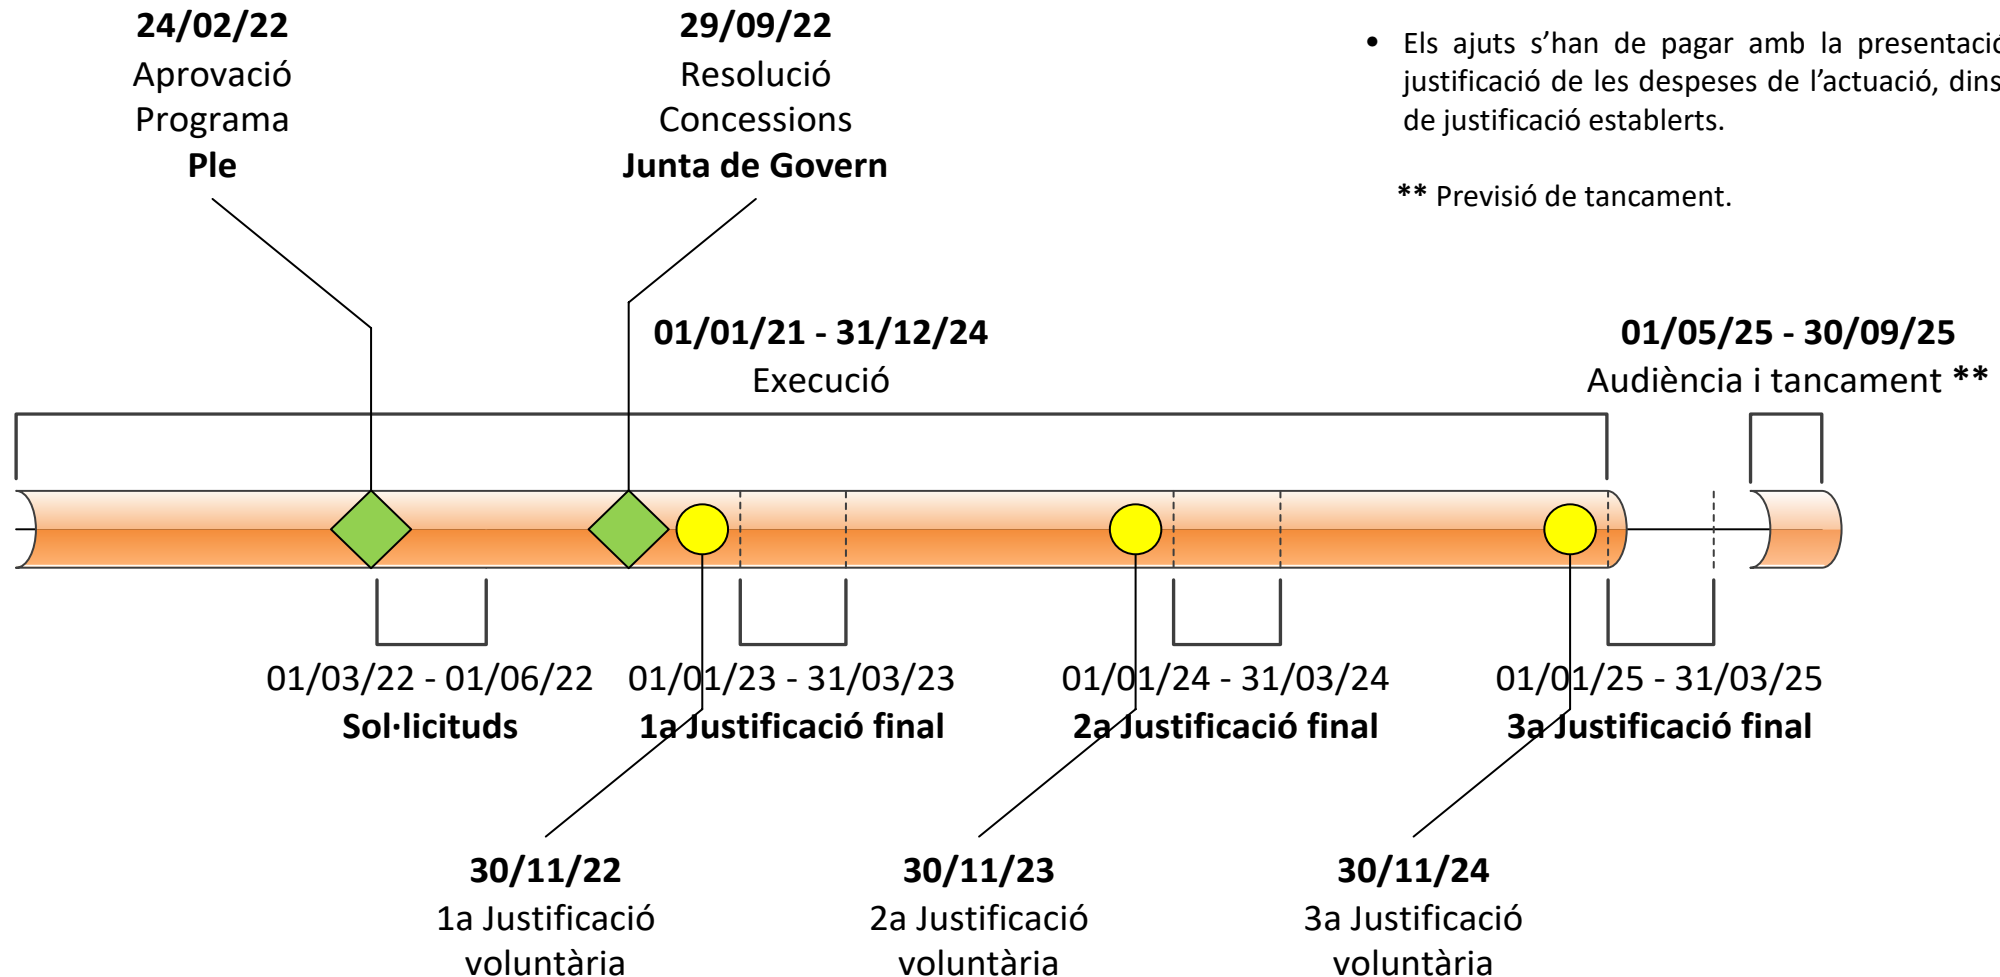 24/02/22
Aprovació
Programa
Ple
29/09/22
Resolució
Concessions
Junta de Govern
• Els ajuts s’han de pagar amb la presentació
justificació de les despeses de l’actuació, dins
de justificació establerts.
** Previsió de tancament.
01/01/21 - 31/12/24
Execució
01/05/25 - 30/09/25
Audiència i tancament **
01/03/22 - 01/06/22
Sol·licituds
01/01/23 - 31/03/23
1a Justificació final
01/01/24 - 31/03/24
2a Justificació final
01/01/25 - 31/03/25
3a Justificació final
30/11/22
1a Justificació
voluntària
30/11/23
2a Justificació
voluntària
30/11/24
3a Justificació
voluntària